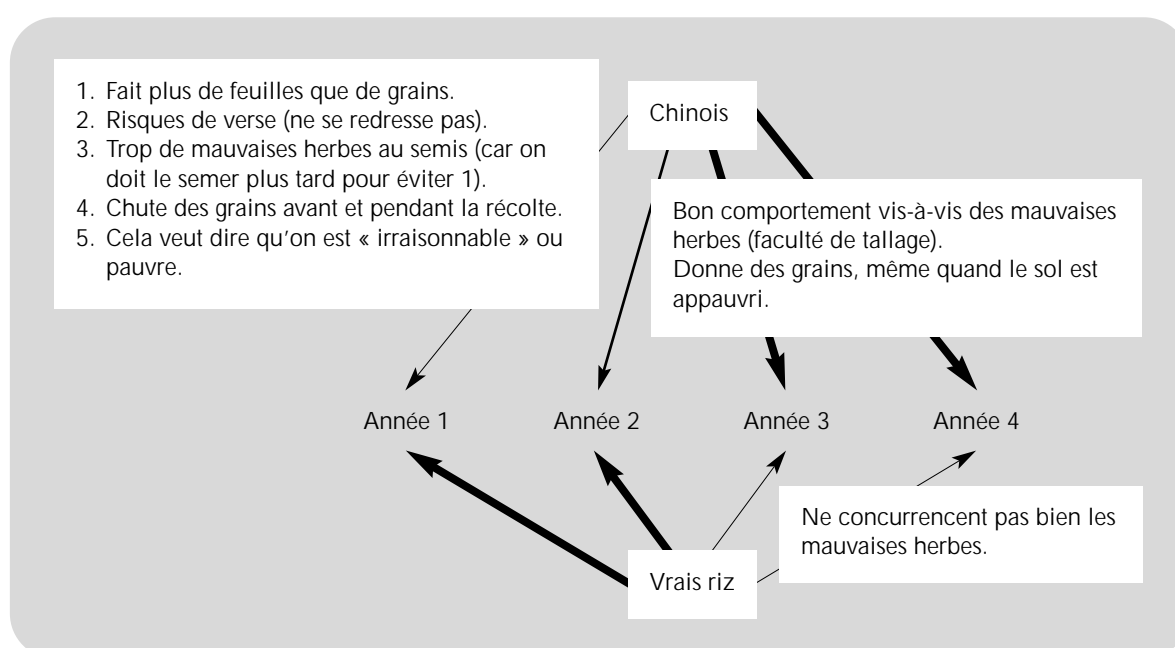 1. Fait plus de feuilles que de grains.
2. Risques de verse (ne se redresse pas).
3. Trop de mauvaises herbes au semis (car on
doit le semer plus tard pour éviter 1).
4. Chute des grains avant et pendant la récolte.
5. Cela veut dire qu'on est « irraisonnable » ou
pauvre.
Chinois
Bon comportement vis-à-vis des mauvaises
herbes (faculté de tallage).
Donne des grains, même quand le sol est
appauvri.
Année 1
Année 2
Année 3
Année 4
Ne concurrencent pas bien les
mauvaises herbes.
Vrais riz